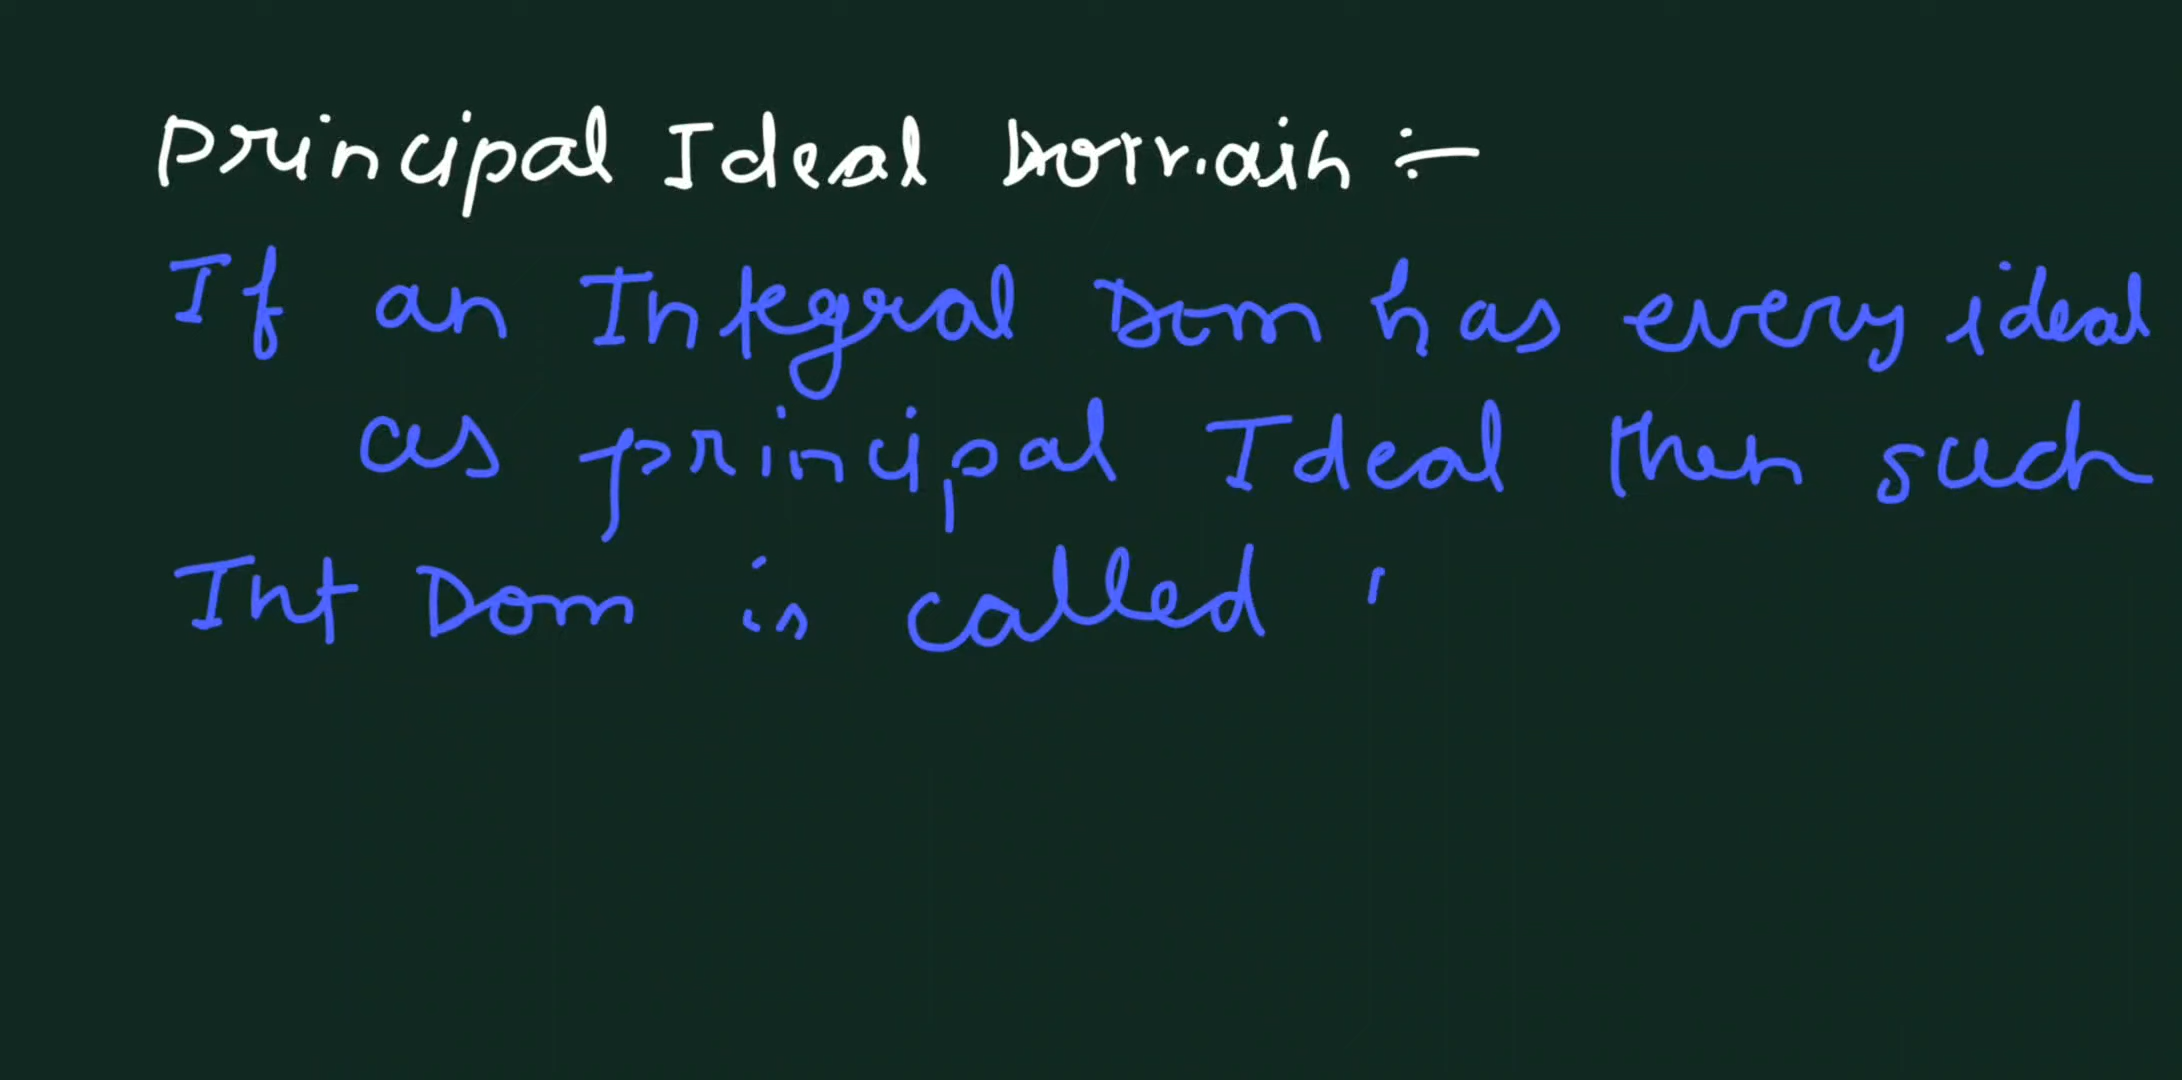 Principal Ideal Domain :-
If an Integral Dom has every ideal
as principal Ideal then such
Int Dom is called